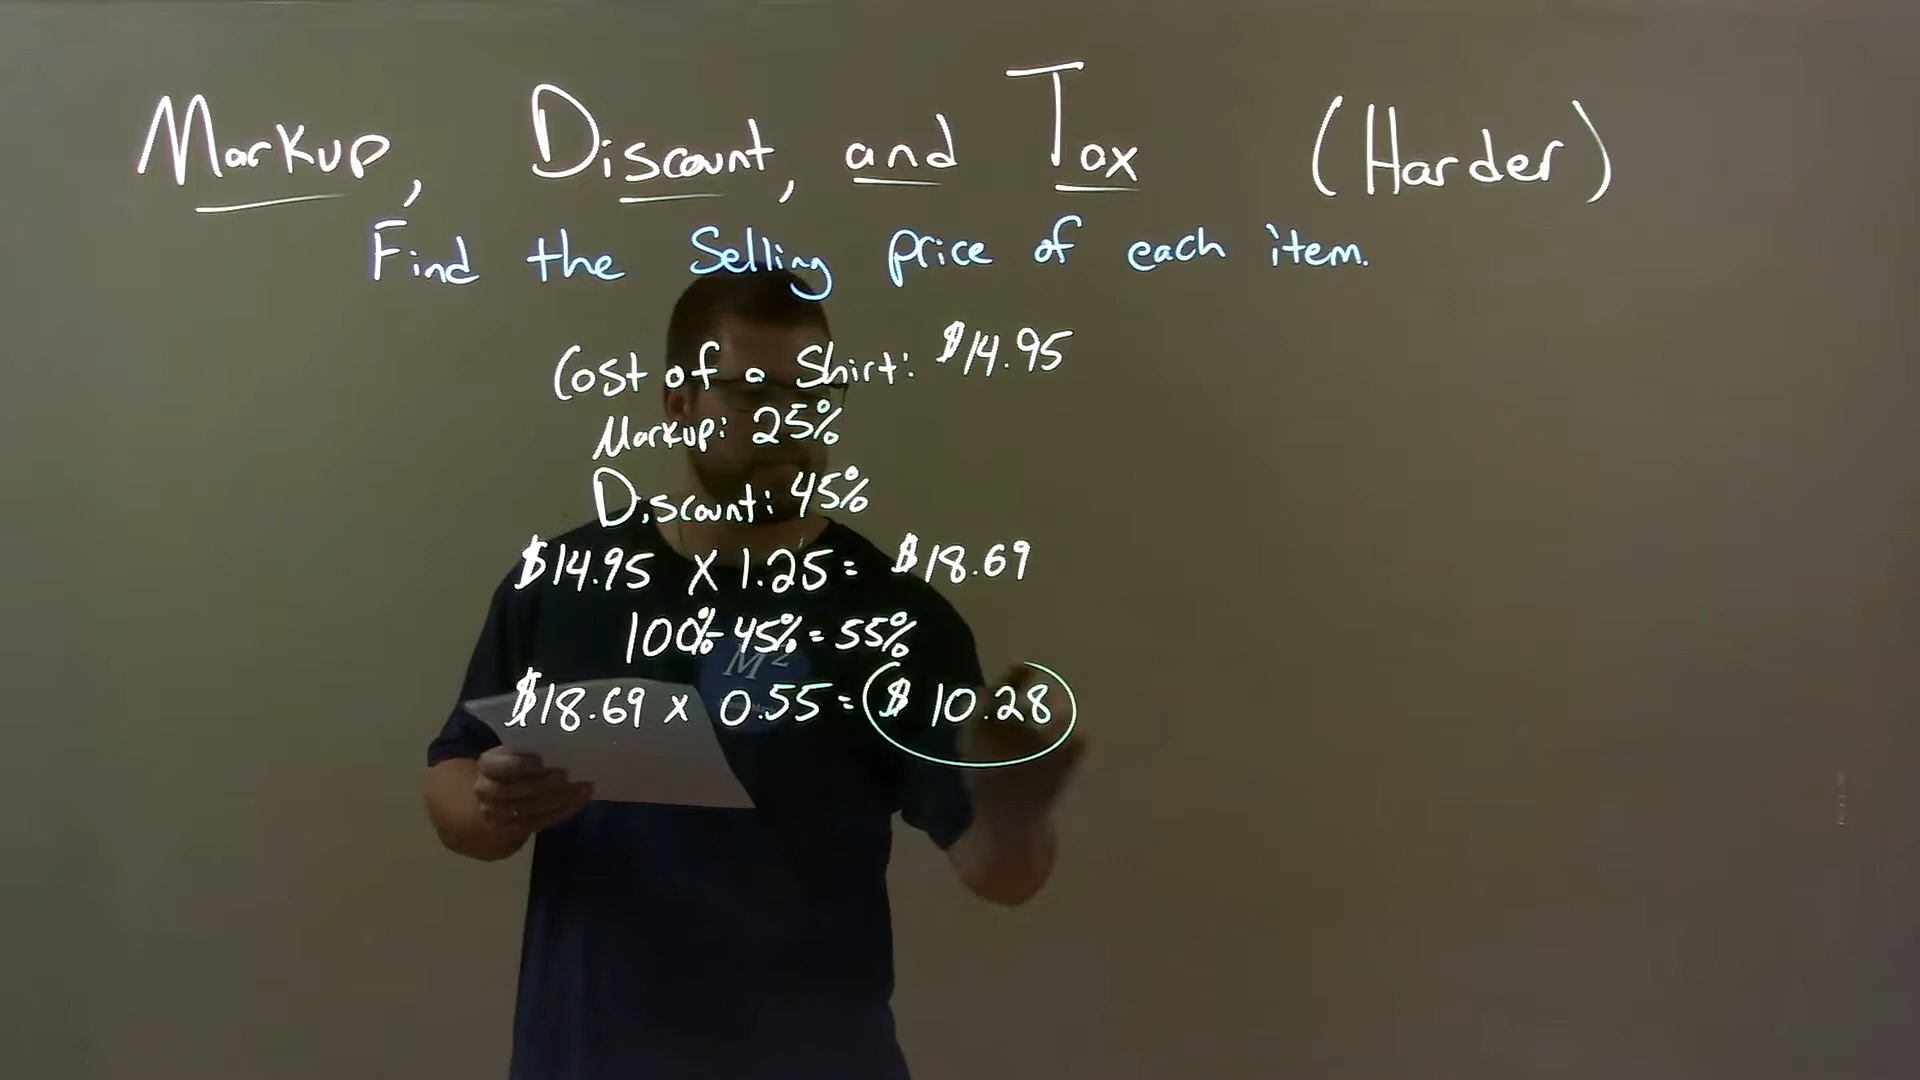 Markup, Discount, and Tax (Harder)
Find the Selling price of each item.
Cost of a Shirt: $14.95
Markup: 25%
Discount: 45%
$14.95 x 1.25 = $18.69
100% - 45% = 55%
M²
$18.69 x 0.55 = $10.28